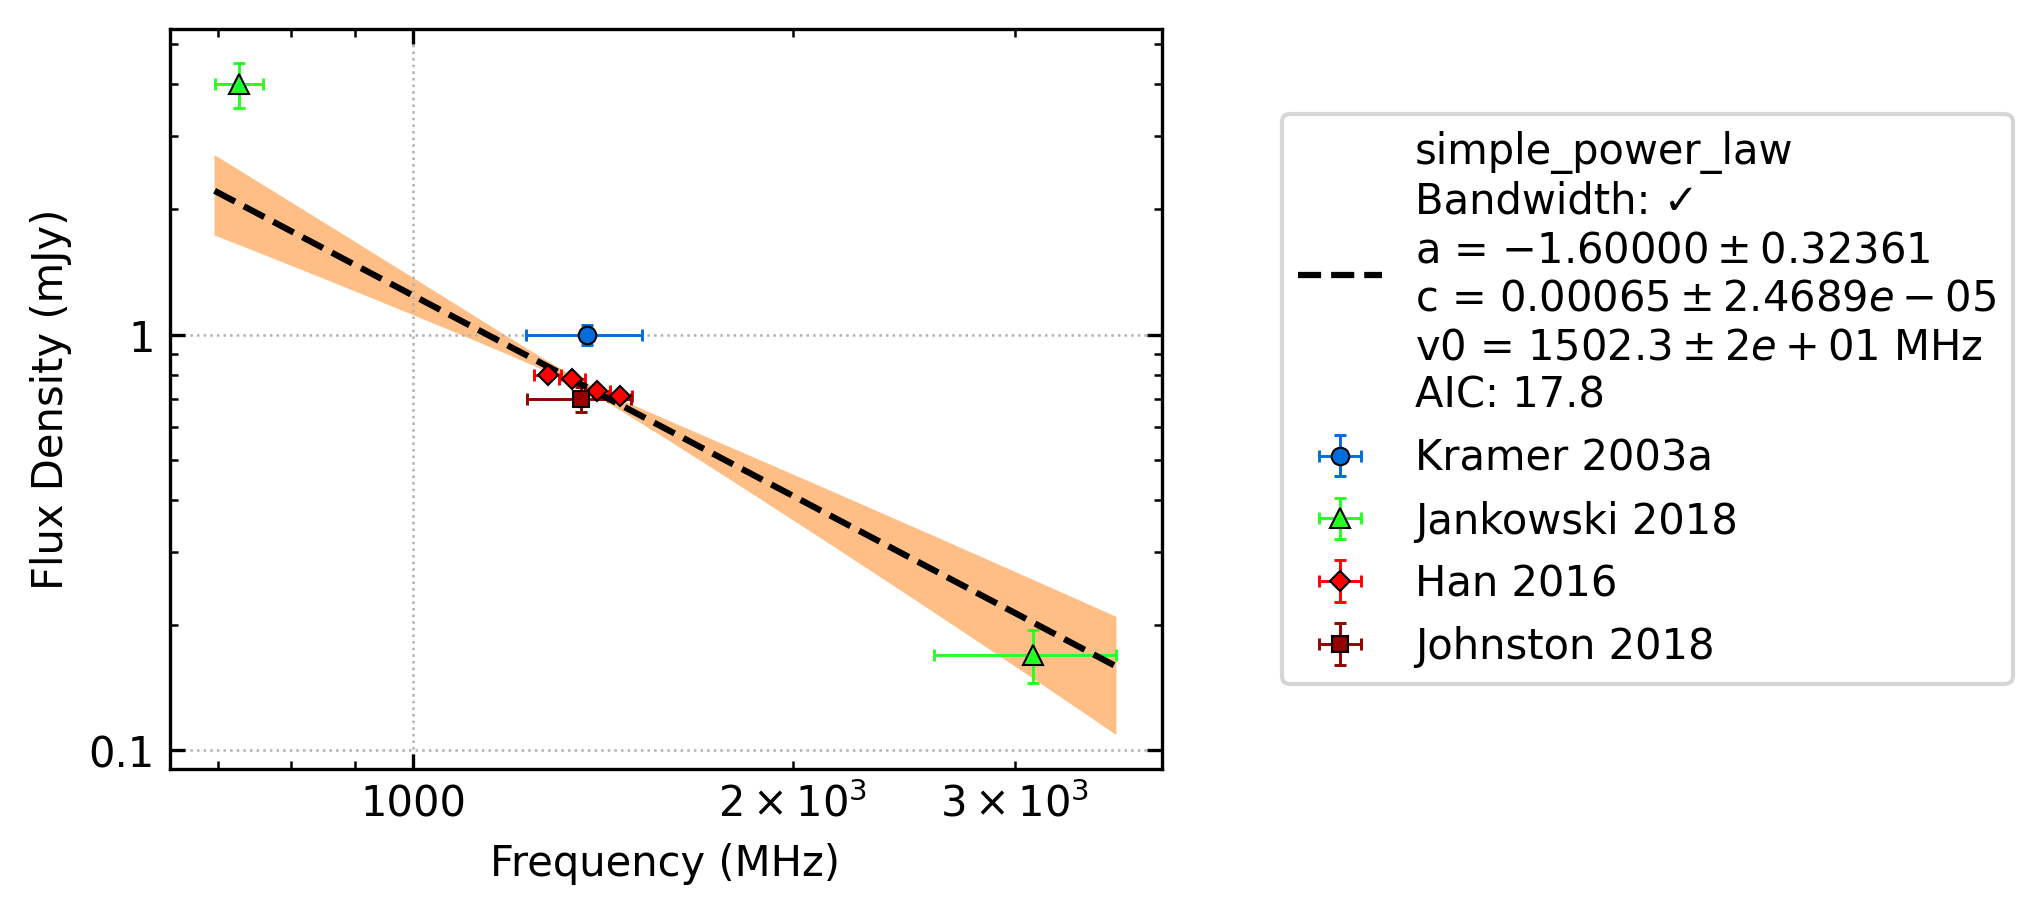 Flux Density (mJy)
1
0.1
1000
2 × 10³
3 × 10³
Frequency (MHz)
simple_power_law
Bandwidth: ✓
a = −1.60000 ± 0.32361
c = 0.00065 ± 2.4689e − 05
v0 = 1502.3 ± 2e + 01 MHz
AIC: 17.8
Kramer 2003a
Jankowski 2018
Han 2016
Johnston 2018